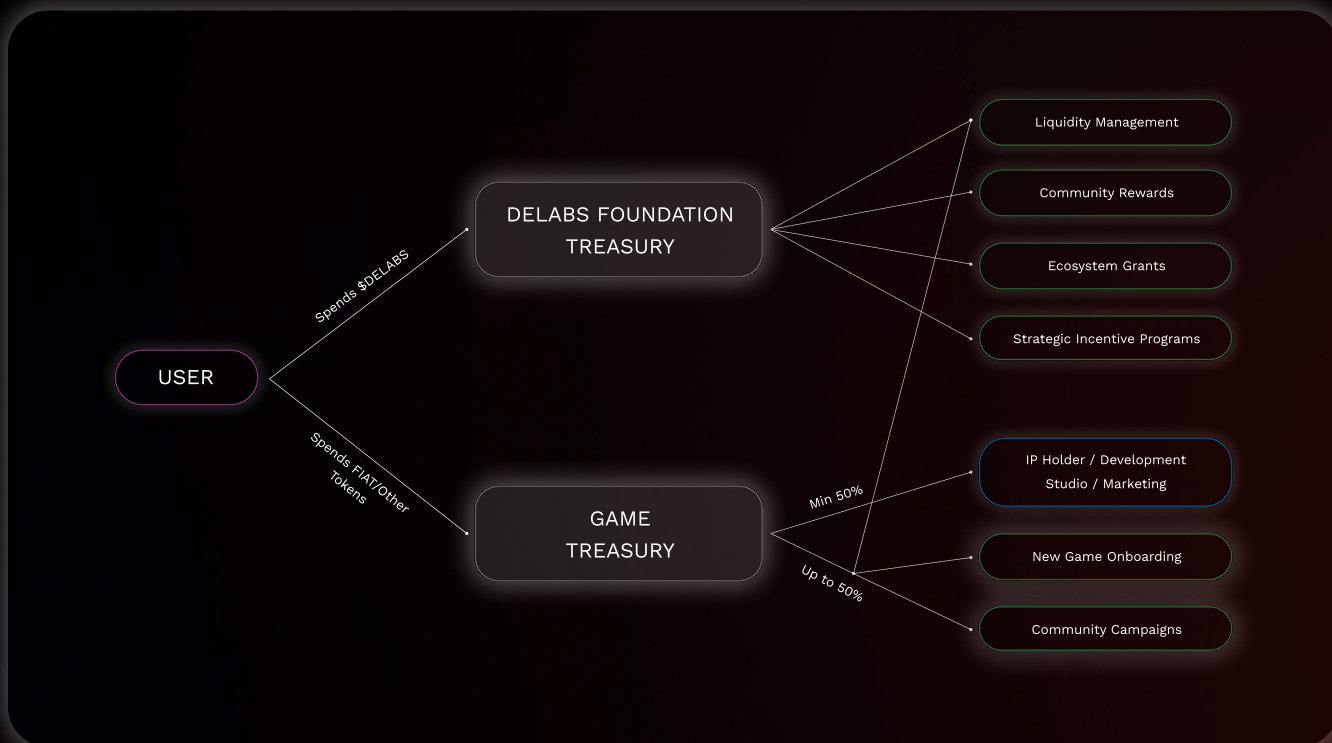 Liquidity Management
Community Rewards
DELABS FOUNDATION
TREASURY
Spends $DELABS
Ecosystem Grants
Strategic Incentive Programs
USER
Spends FIAT/Other
Tokens
IP Holder / Development
Studio / Marketing
Min 50%
GAME
TREASURY
New Game Onboarding
Up to 50%
Community Campaigns